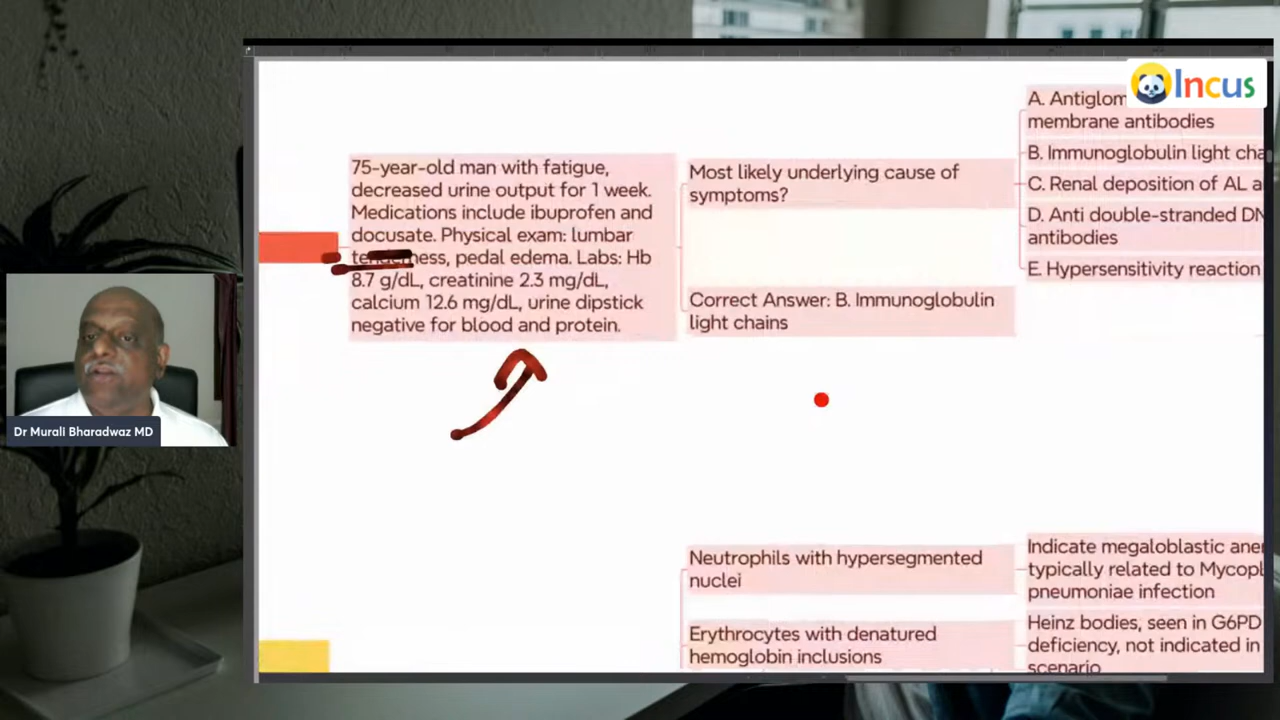 Incus
75-year-old man with fatigue,
decreased urine output for 1 week.
Medications include ibuprofen and
docusate. Physical exam: lumbar
tenderness, pedal edema. Labs: Hb
8.7 g/dL, creatinine 2.3 mg/dL,
calcium 12.6 mg/dL, urine dipstick
negative for blood and protein.
Most likely underlying cause of
symptoms?
Correct Answer: B. Immunoglobulin
light chains
A.
membrane antibodies
B. Immunoglobulin light
C. Renal deposition of AL
D. Anti double-stranded
antibodies
E. Hypersensitivity reaction
Dr Murali Bharadwaz MD
Neutrophils with hypersegmented
nuclei
Indicate megaloblastic
typically related to
pneumoniae infection
Erythrocytes with denatured
hemoglobin inclusions
Heinz bodies, seen in G6PD
deficiency, not indicated in
scenario